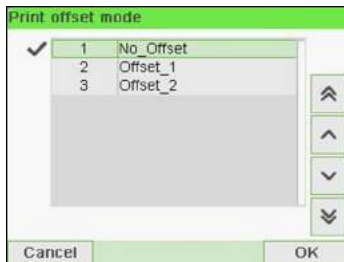 Print offset mode
1 No_Offset
2 Offset_1
3 Offset_2
Cancel OK